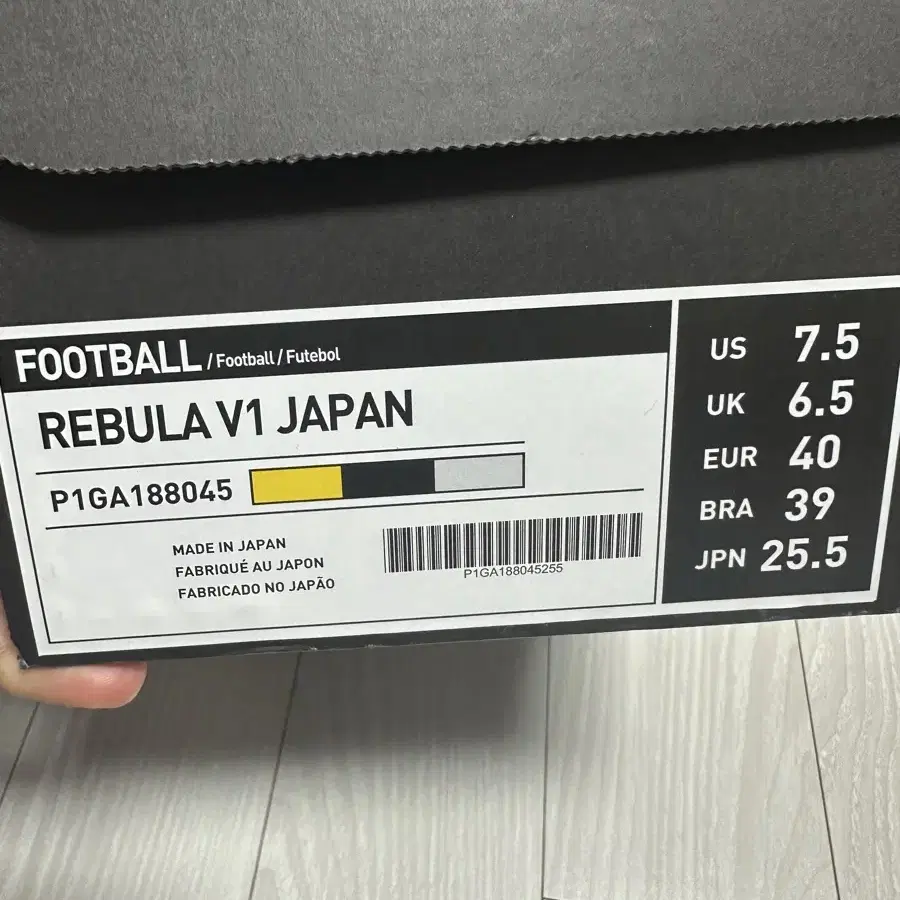 FOOTBALL / Football / Futebol
REBULA V1 JAPAN
P1GA188045
MADE IN JAPAN
FABRIQUÉ AU JAPON
FABRICADO NO JAPÃO
P1GA188045255
US 7.5
UK 6.5
EUR 40
BRA 39
JPN 25.5